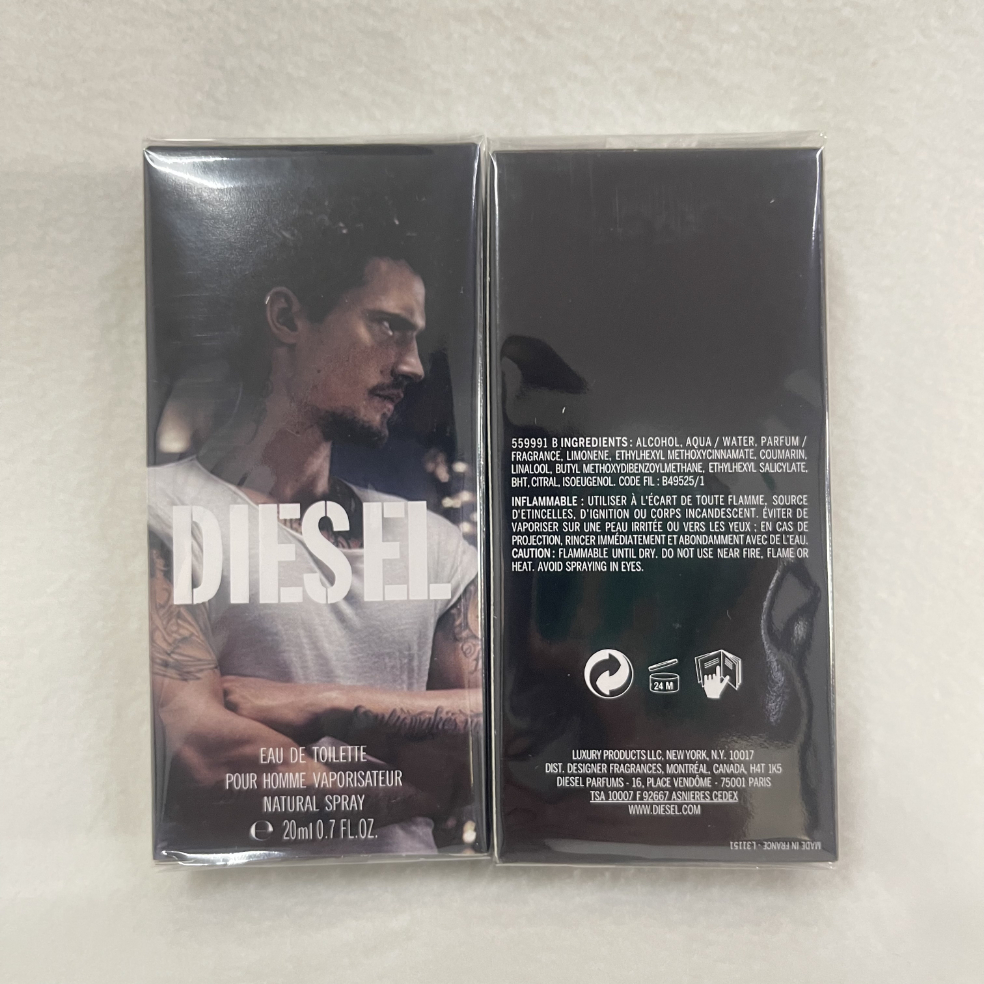 DIESEL
EAU DE TOILETTE
POUR HOMME VAPORISATEUR
NATURAL SPRAY
℮ 20ml 0.7 FL.OZ.
559991 B INGREDIENTS : ALCOHOL, AQUA / WATER, PARFUM /
FRAGRANCE, LIMONENE, ETHYLHEXYL METHOXYCINNAMATE, COUMARIN,
LINALOOL, BUTYL METHOXYDIBENZOYLMETHANE, ETHYLHEXYL SALICYLATE,
BHT, CITRAL, ISOEUGENOL. CODE FIL : B49525/1
INFLAMMABLE : UTILISER À L'ÉCART DE TOUTE FLAMME, SOURCE
D'ETINCELLES, D'IGNITION OU CORPS INCANDESCENT. ÉVITER DE
VAPORISER SUR UNE PEAU IRRITÉE OU VERS LES YEUX ; EN CAS DE
PROJECTION, RINCER IMMÉDIATEMENT ET ABONDAMMENT AVEC DE L'EAU.
CAUTION : FLAMMABLE UNTIL DRY. DO NOT USE NEAR FIRE, FLAME OR
HEAT. AVOID SPRAYING IN EYES.
24 M
LUXURY PRODUCTS LLC, NEW YORK, N.Y. 10017
DIST. DESIGNER FRAGRANCES, MONTRÉAL, CANADA, H4T 1K5
DIESEL PARFUMS - 16, PLACE VENDÔME - 75001 PARIS
TSA 10007 F 92667 ASNIERES CEDEX
WWW.DIESEL.COM
MADE IN FRANCE - L31151